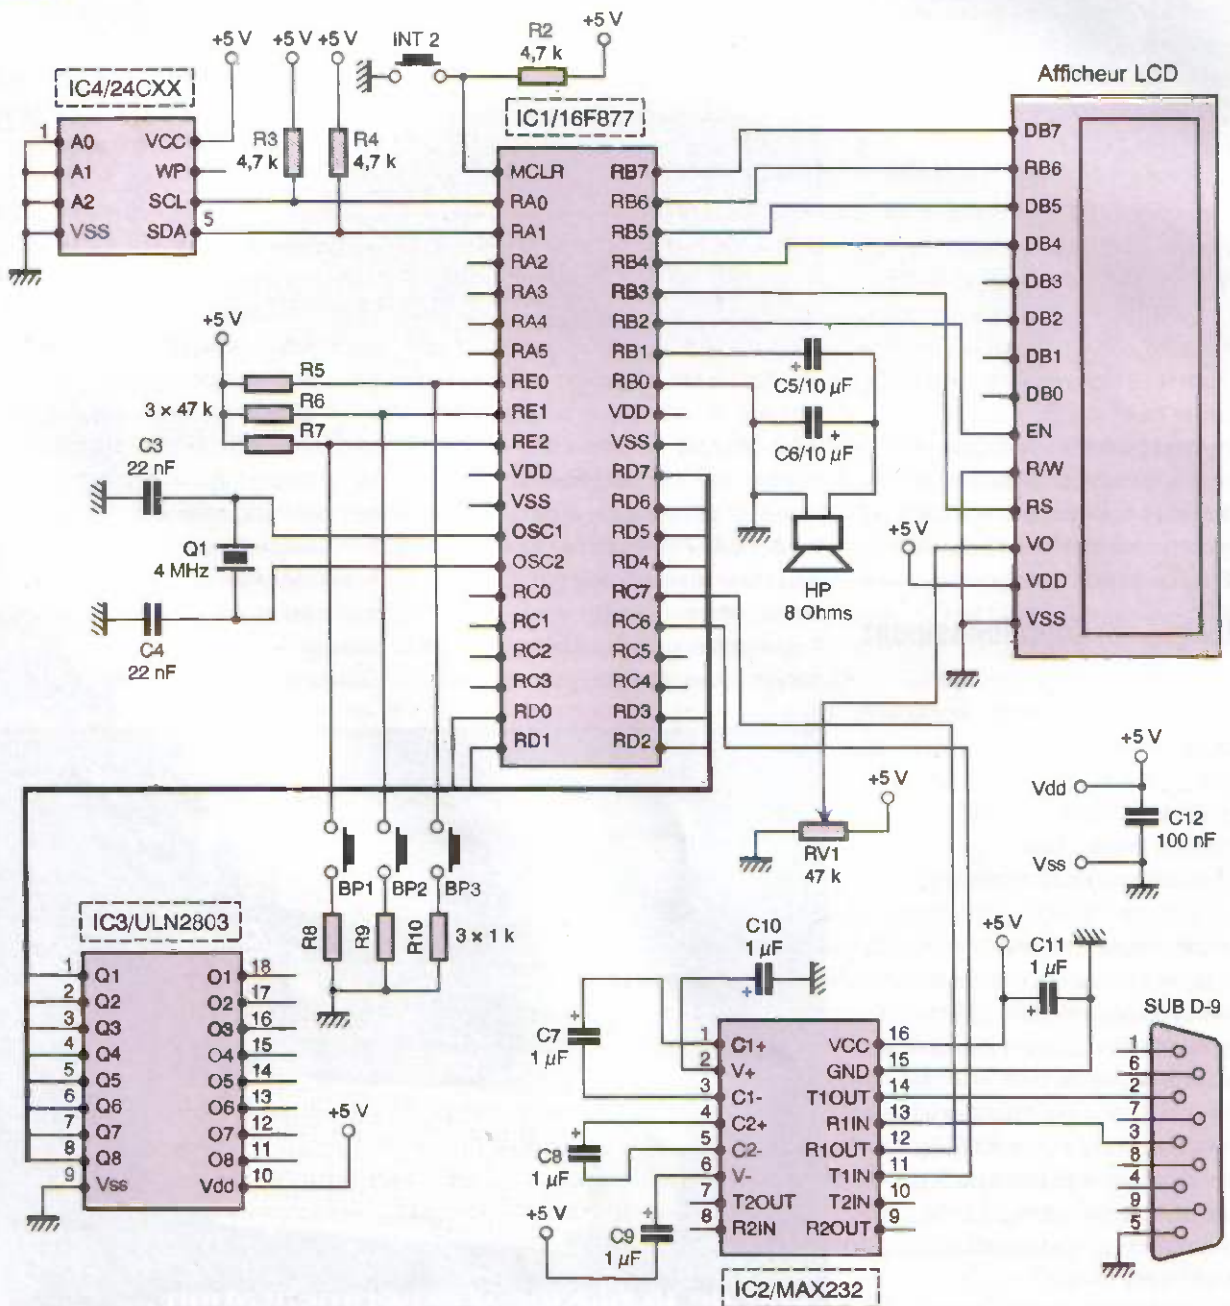 +5 V
+5 V
+5 V
INT 2
R2
4,7 k
+5 V
IC4/24CXX
1
A0
A1
A2
VSS
VCC
WP
SCL
5
SDA
R3
4,7 k
R4
4,7 k
IC1/16F877
MCLR
RA0
RA1
RA2
RA3
RA4
RA5
RE0
RE1
RE2
VDD
VSS
OSC1
OSC2
RC0
RC1
RC2
RC3
RD0
RD1
RB7
RB6
RB5
RB4
RB3
RB2
RB1
RB0
VDD
VSS
RD7
RD6
RD5
RD4
RC7
RC6
RC5
RC4
RD3
RD2
Afficheur LCD
DB7
RB6
DB5
DB4
DB3
DB2
DB1
DB0
EN
R/W
RS
VO
VDD
VSS
+5 V
R5
3 x 47 k
R6
R7
C3
22 nF
Q1
4 MHz
C4
22 nF
+
C5/10 µF
C6/10 µF
+
HP
8 Ohms
+5 V
+5 V
RV1
47 k
+5 V
Vdd
C12
100 nF
Vss
BP1
BP2
BP3
R8
R9
R10
3 x 1 k
IC3/ULN2803
1
2
3
4
5
6
7
8
9
Q1
Q2
Q3
Q4
Q5
Q6
Q7
Q8
Vss
O1
O2
O3
O4
O5
O6
O7
O8
Vdd
18
17
16
15
14
13
12
11
10
+5 V
C10
1 µF
+
+
C7
1 µF
+
C8
1 µF
+5 V
+
C9
1 µF
1
2
3
4
5
6
7
8
C1+
V+
C1-
C2+
C2-
V-
T2OUT
R2IN
VCC
GND
T1OUT
R1IN
R1OUT
T1IN
T2IN
R2OUT
16
15
14
13
12
11
10
9
IC2/MAX232
+5 V
C11
1 µF
+
SUB D-9
1
6
2
7
3
8
4
9
5